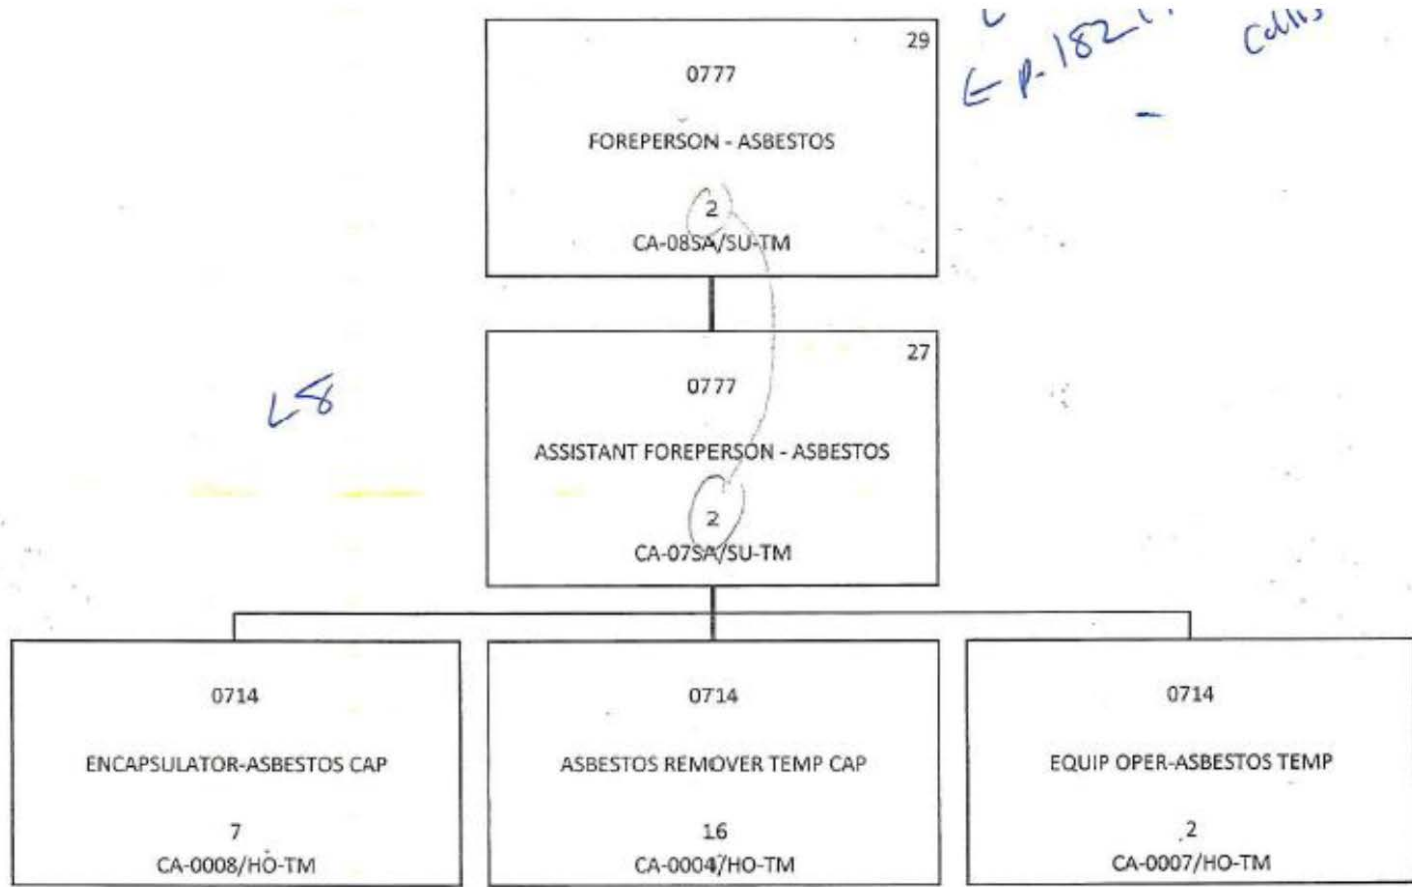 29
0777
FOREPERSON - ASBESTOS
2
CA-08SA/SU-TM
p. 182
27
0777
ASSISTANT FOREPERSON - ASBESTOS
2
CA-07SA/SU-TM
L8
0714
ENCAPSULATOR-ASBESTOS CAP
7
CA-0008/HO-TM
0714
ASBESTOS REMOVER TEMP CAP
16
CA-0004/HO-TM
0714
EQUIP OPER-ASBESTOS TEMP
2
CA-0007/HO-TM